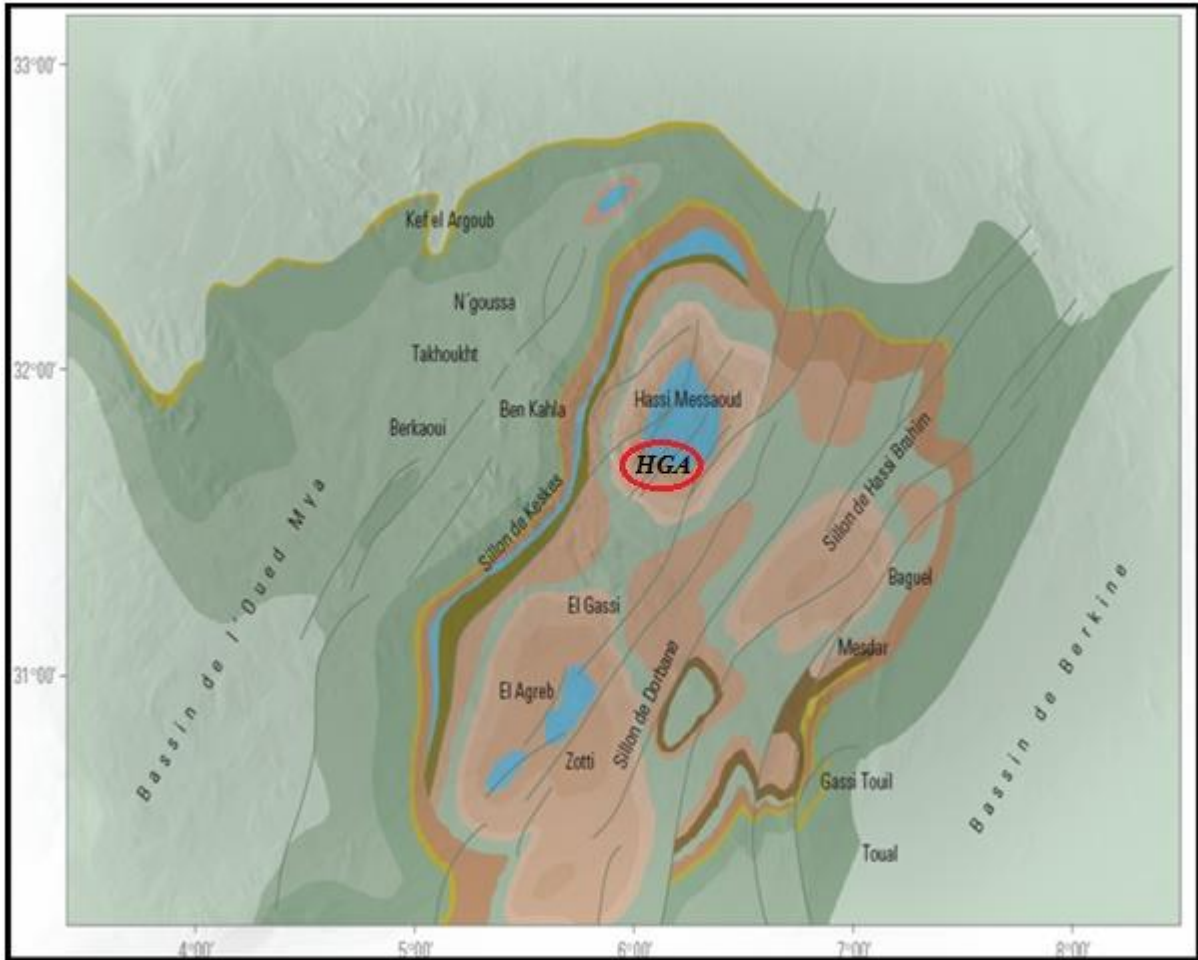 33°00'
Kef el Argoub
N'goussa
32°00'
Takhoukht
Ben Kahla
Hassi Messaoud
Berkaoui
HGA
Sillon de Hassi Brahim
Sillon de Keskes
Bassin de l'Oued Mya
Baguel
El Gassi
Mesdar
31°00'
El Agreb
Sillon de Dorbane
Bassin de Berkine
Zotti
Gassi Touil
Toual
4°00'
5°00'
6°00'
7°00'
8°00'